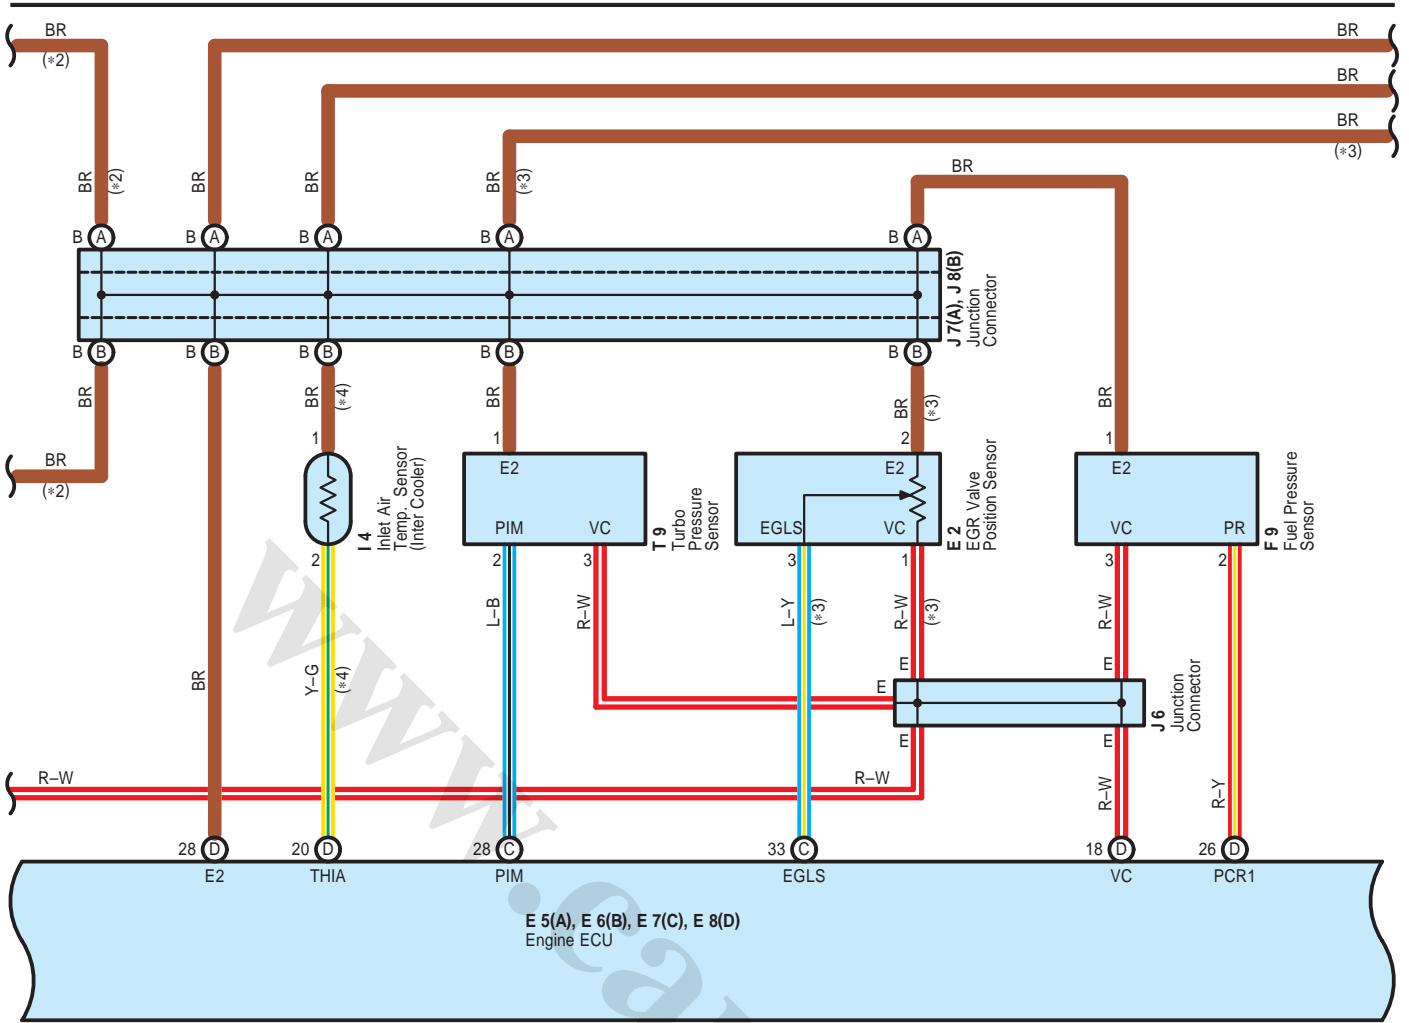 BR
(∗2)
BR
BR
BR
(∗3)
BR (∗2)
BR
BR
BR (∗3)
BR
B A
B A
B A
B A
B A
J 7(A), J 8(B)
Junction
Connector
B B
B B
B B
B B
B B
BR
BR (∗4)
BR
BR (∗3)
BR
BR
(∗2)
1
1
2
1
I 4
Inlet Air
Temp. Sensor
(Inter Cooler)
E2
PIM VC
T 9
Turbo
Pressure
Sensor
E2
EGLS VC
E 2
EGR Valve
Position Sensor
E2
VC PR
F 9
Fuel Pressure
Sensor
2
2 3
3 1
3 2
BR
Y–G (∗4)
L–B
R–W
L–Y (∗3)
R–W (∗3)
R–W
E
E
E
E
E
J 6
Junction
Connector
R–W
R–W
R–W
R–Y
28 D
20 D
28 C
33 C
18 D
26 D
E2
THIA
PIM
EGLS
VC
PCR1
E 5(A), E 6(B), E 7(C), E 8(D)
Engine ECU
www.ca